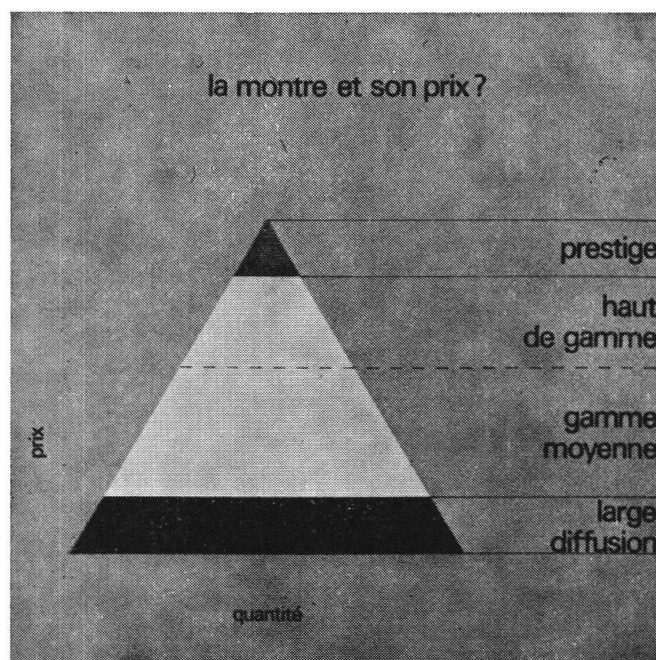 la montre et son prix ?
prestige
haut
de gamme
gamme
moyenne
prix
large
diffusion
quantité